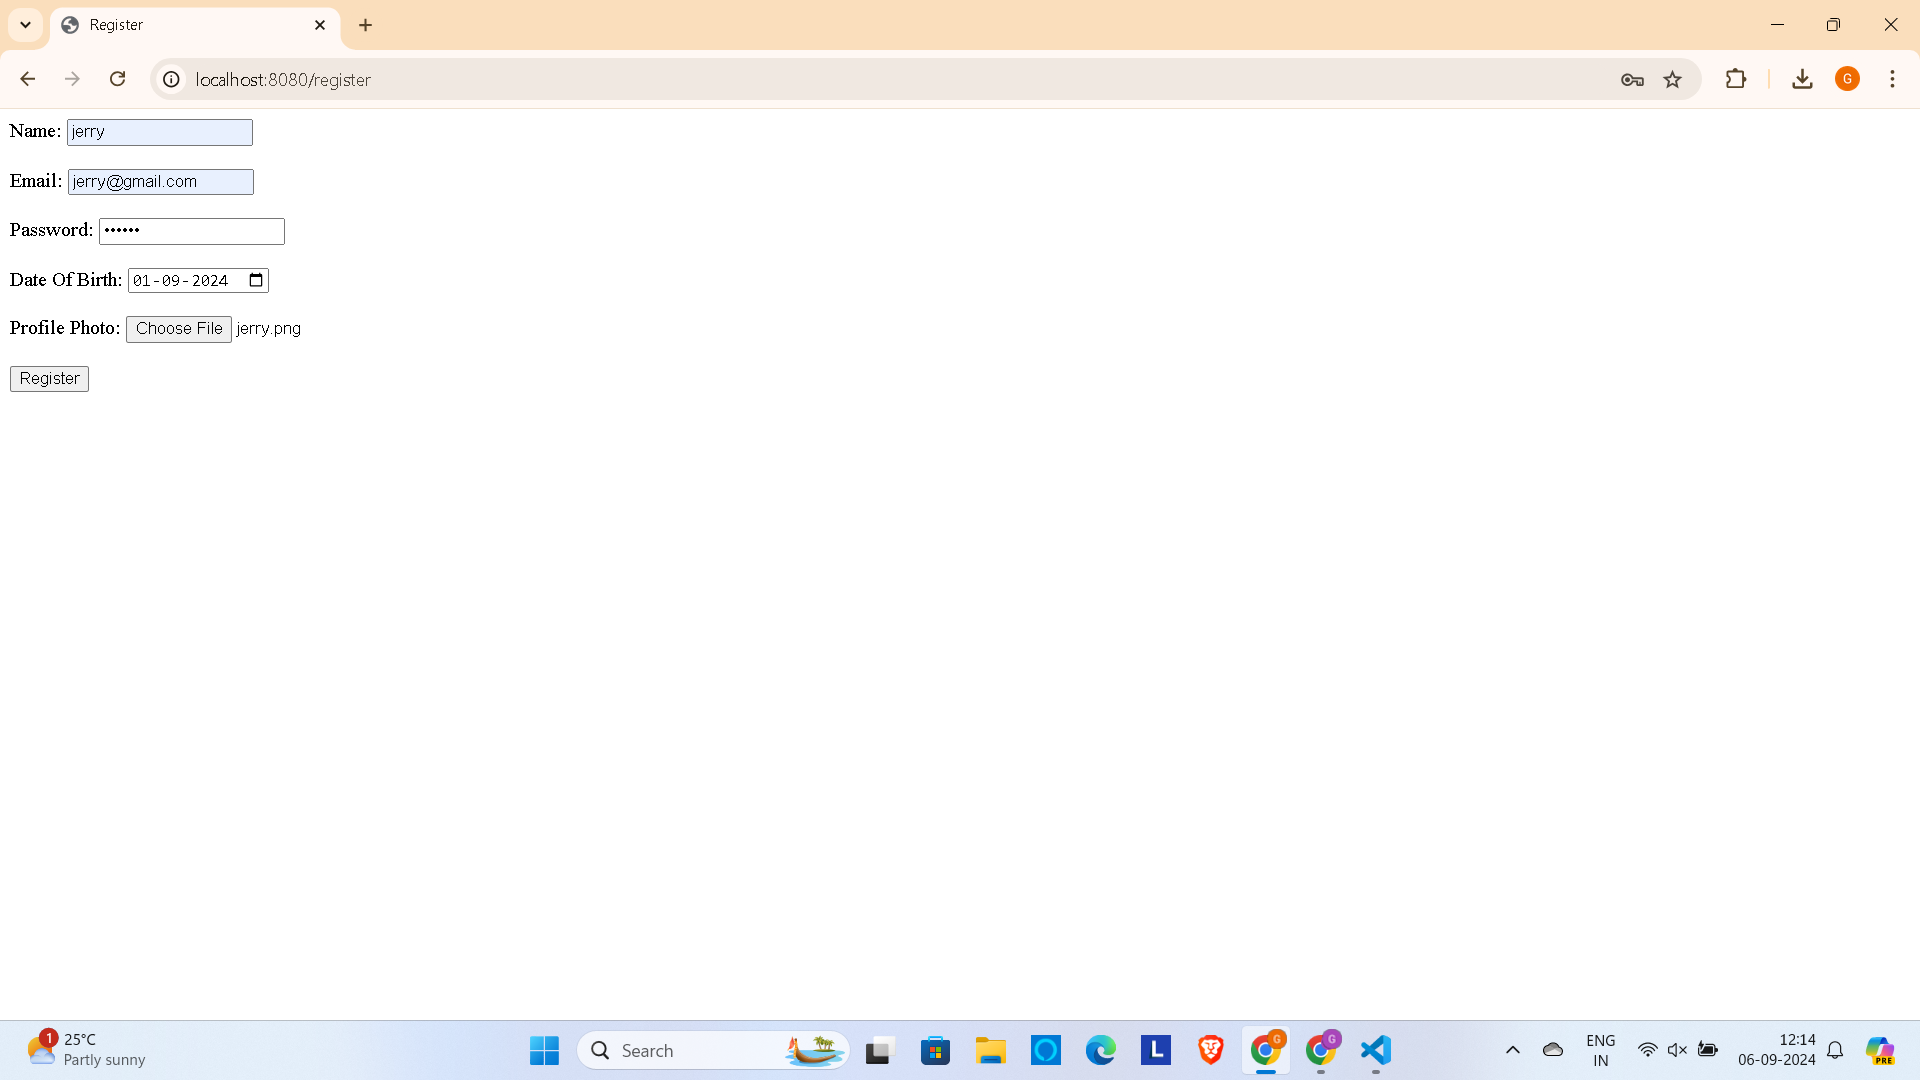 Register
localhost:8080/register
G
Name: jerry
Email: jerry@gmail.com
Password: ••••••
Date Of Birth: 01-09-2024
Profile Photo: Choose File jerry.png
Register
1
25°C
Partly sunny
Search
L
G
G
ENG
IN
12:14
06-09-2024
PRE